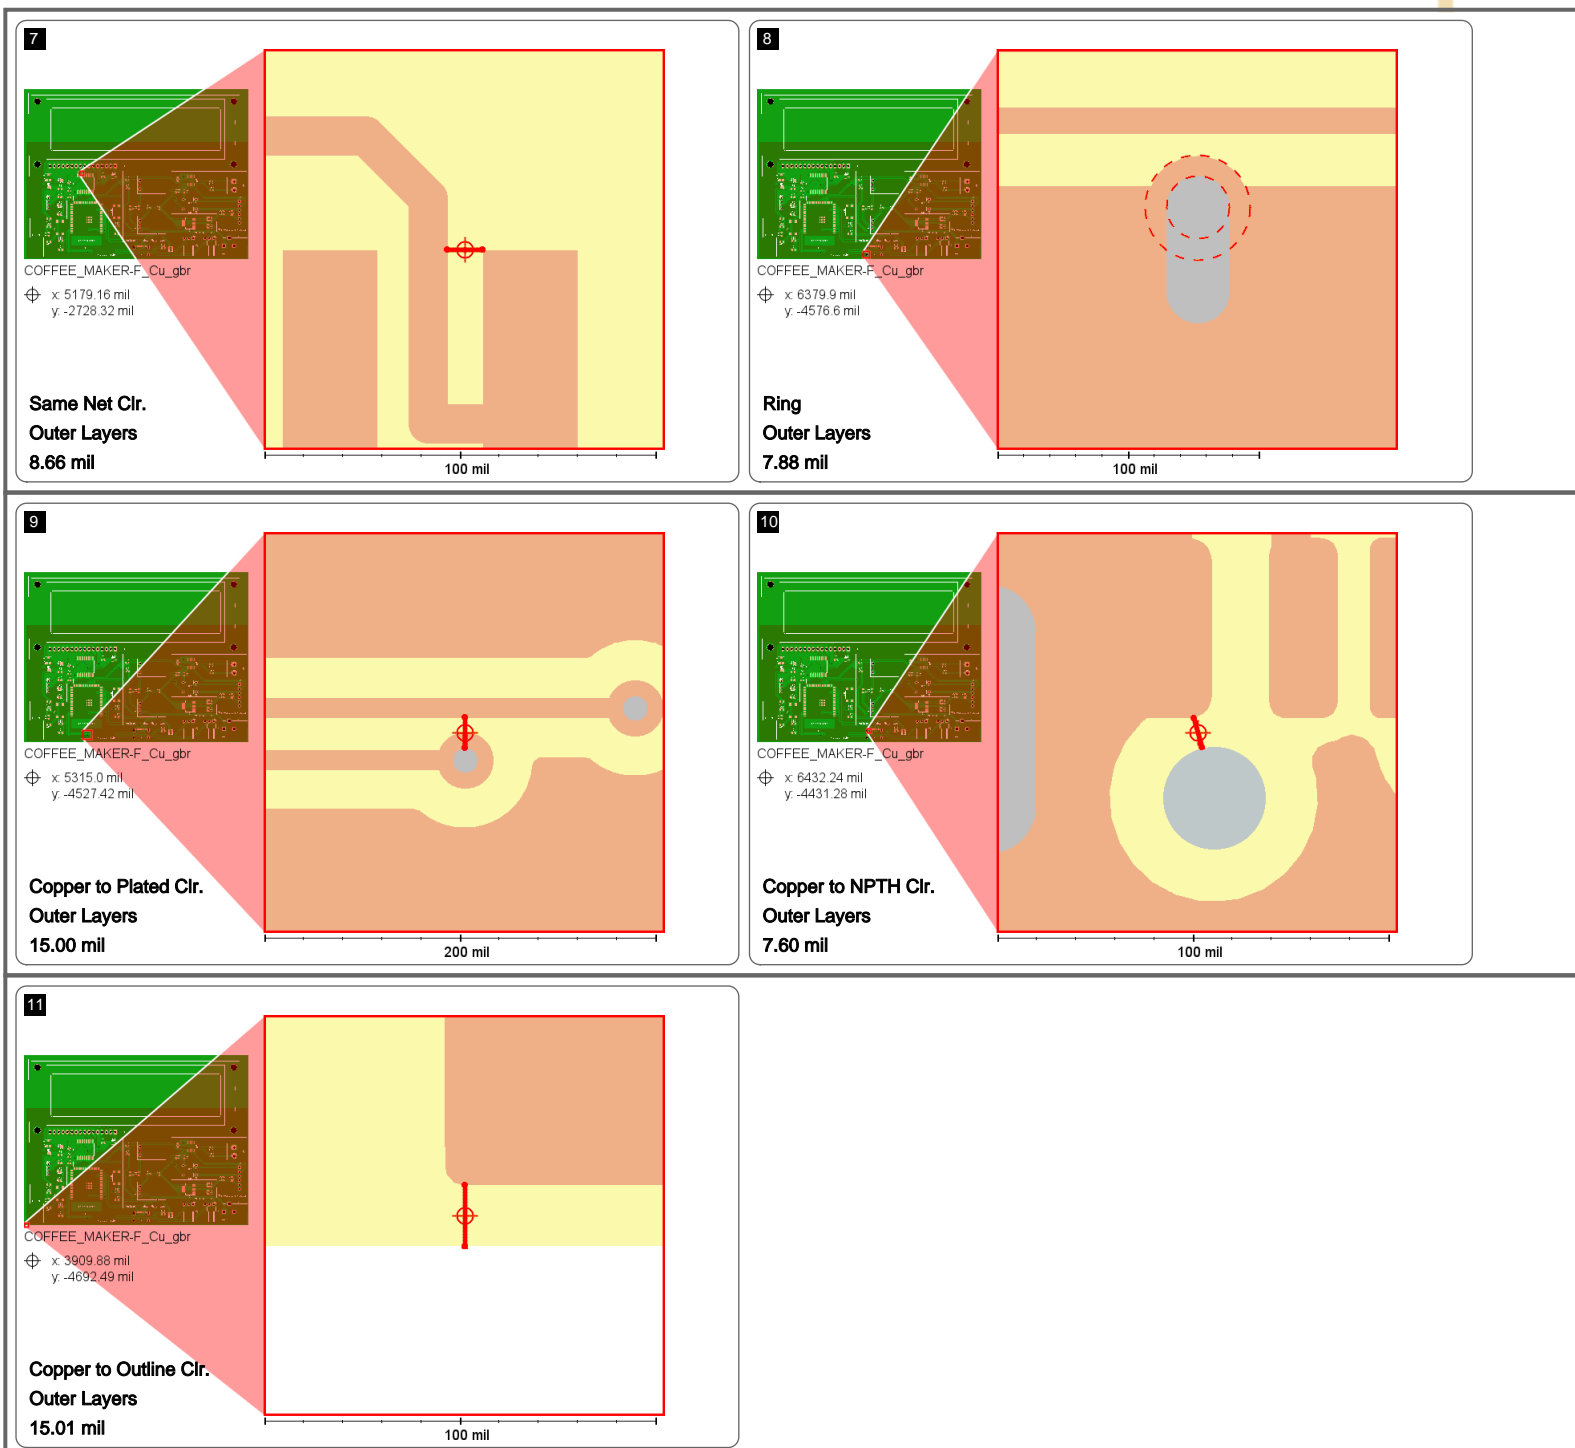 7
COFFEE_MAKER-F_Cu_gbr
x: 5179.16 mil
y: -2728.32 mil
Same Net Clr.
Outer Layers
8.66 mil
100 mil
8
COFFEE_MAKER-F_Cu_gbr
x: 6379.9 mil
y: -4576.6 mil
Ring
Outer Layers
7.88 mil
100 mil
9
COFFEE_MAKER-F_Cu_gbr
x: 5315.0 mil
y: -4527.42 mil
Copper to Plated Clr.
Outer Layers
15.00 mil
200 mil
10
COFFEE_MAKER-F_Cu_gbr
x: 6432.24 mil
y: -4431.28 mil
Copper to NPTH Clr.
Outer Layers
7.60 mil
100 mil
11
COFFEE_MAKER-F_Cu_gbr
x: 3909.88 mil
y: -4692.49 mil
Copper to Outline Clr.
Outer Layers
15.01 mil
100 mil